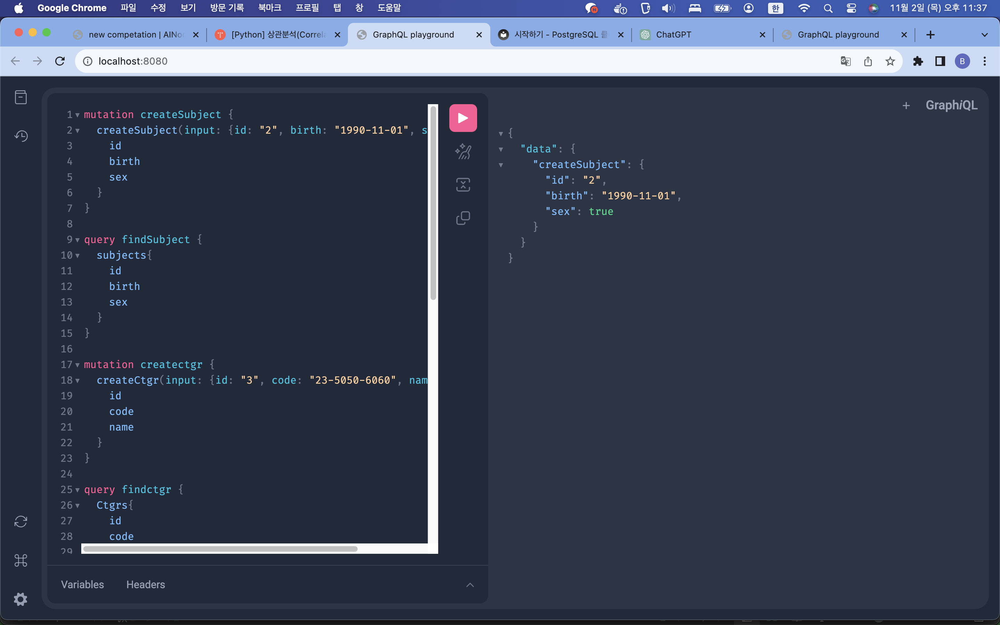 Google Chrome 파일 수정 보기 방문 기록 북마크 프로필 탭 창 도움말 한 11월 2일 (목) 오후 11:37
new competation | AINo [Python] 상관분석(Correla GraphQL playground 시작하기 - PostgreSQL 클 ChatGPT GraphQL playground
localhost:8080 B
1 mutation createSubject {
2 createSubject(input: {id: "2", birth: "1990-11-01", s
3 id
4 birth
5 sex
6 }
7 }
8
9 query findSubject {
10 subjects{
11 id
12 birth
13 sex
14 }
15 }
16
17 mutation createctgr {
18 createCtgr(input: {id: "3", code: "23-5050-6060", nam
19 id
20 code
21 name
22 }
23 }
24
25 query findctgr {
26 Ctgrs{
27 id
28 code
29
Variables Headers
+ GraphiQL
{
"data": {
"createSubject": {
"id": "2",
"birth": "1990-11-01",
"sex": true
}
}
}